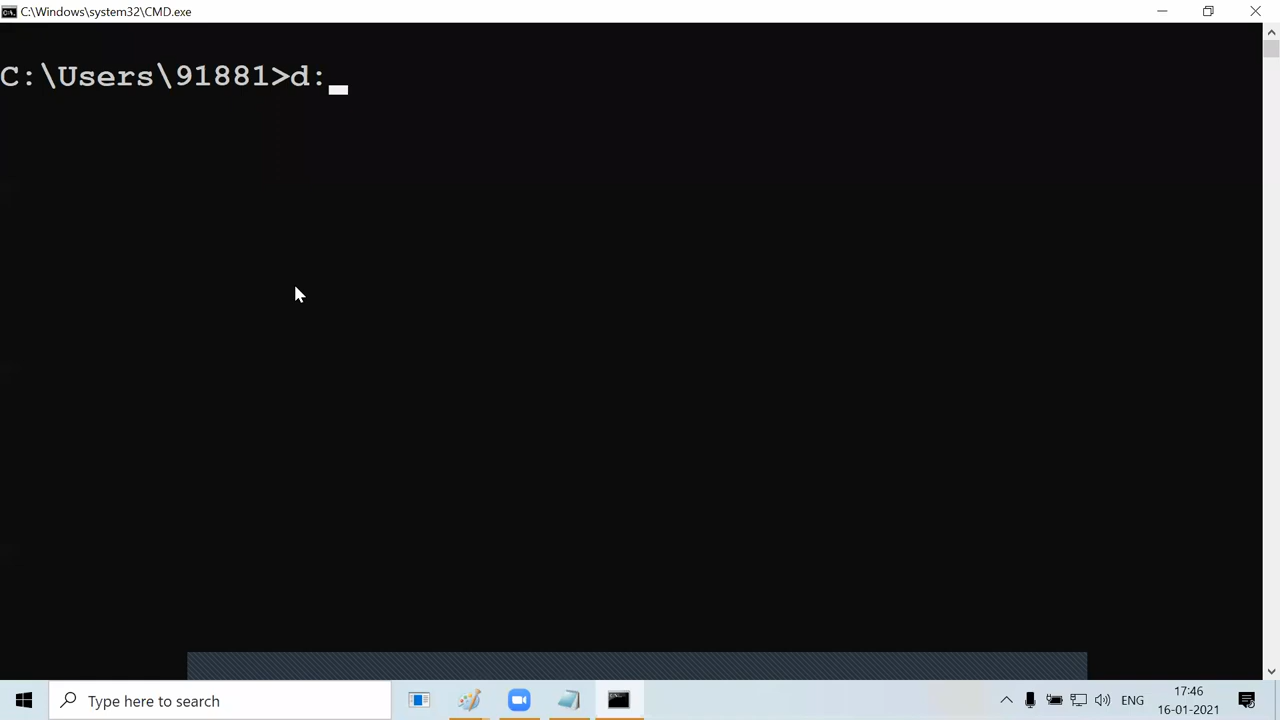 C:\Windows\system32\CMD.exe
C:\Users\91881>d:
Type here to search
ENG
17:46
16-01-2021